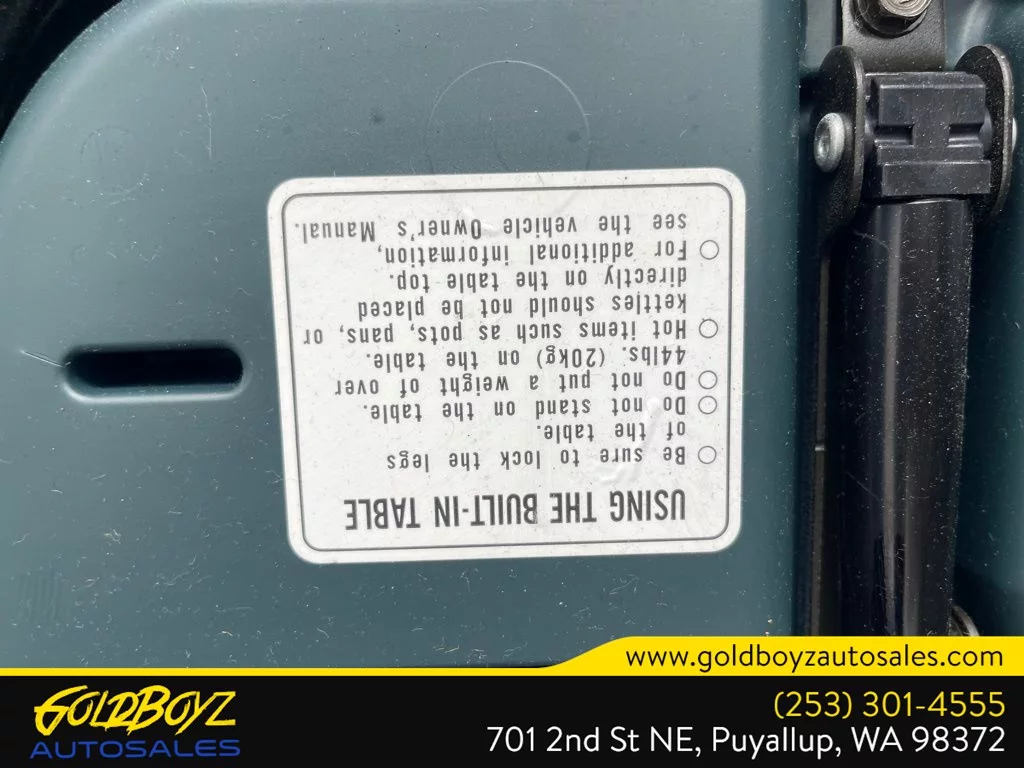 USING THE BUILT-IN TABLE
○ Be sure to lock the legs
of the table.
○ Do not stand on the table.
○ Do not put a weight of over
44lbs. (20kg) on the table.
○ Hot items such as pots, pans, or
kettles should not be placed
directly on the table top.
○ For additional information,
see the vehicle Owner's Manual.
www.goldboyzautosales.com
GOLDBOYZ
AUTOSALES
(253) 301-4555
701 2nd St NE, Puyallup, WA 98372